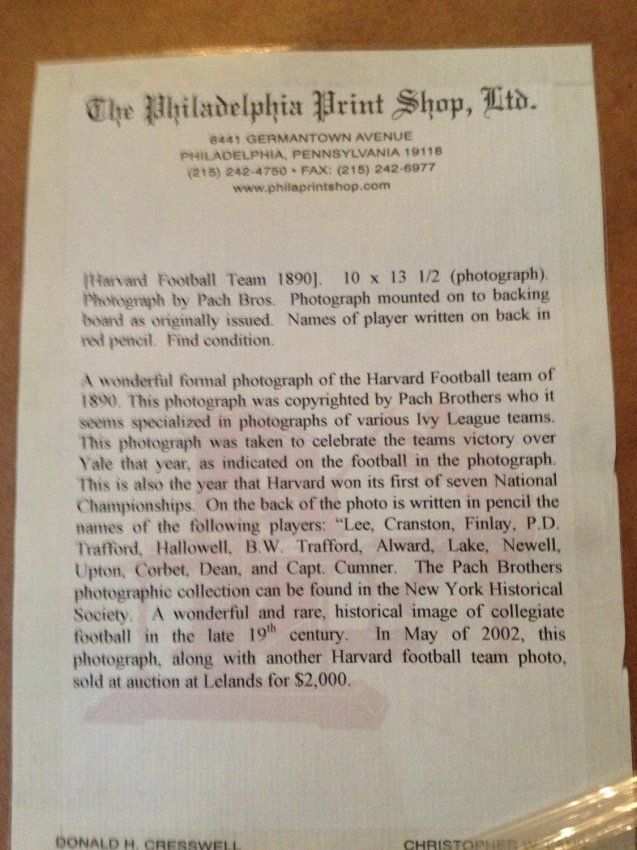 The Philadelphia Print Shop, Ltd.
8441 GERMANTOWN AVENUE
PHILADELPHIA, PENNSYLVANIA 19118
(215) 242-4750 • FAX: (215) 242-6977
www.philaprintshop.com
[Harvard Football Team 1890]. 10 x 13 1/2 (photograph).
Photograph by Pach Bros. Photograph mounted on to backing
board as originally issued. Names of player written on back in
red pencil. Find condition.
A wonderful formal photograph of the Harvard Football team of
1890. This photograph was copyrighted by Pach Brothers who it
seems specialized in photographs of various Ivy League teams.
This photograph was taken to celebrate the teams victory over
Yale that year, as indicated on the football in the photograph.
This is also the year that Harvard won its first of seven National
Championships. On the back of the photo is written in pencil the
names of the following players: “Lee, Cranston, Finlay, P.D.
Trafford, Hallowell, B.W. Trafford, Alward, Lake, Newell,
Upton, Corbet, Dean, and Capt. Cumner. The Pach Brothers
photographic collection can be found in the New York Historical
Society. A wonderful and rare, historical image of collegiate
football in the late 19th century. In May of 2002, this
photograph, along with another Harvard football team photo,
sold at auction at Lelands for $2,000.
DONALD H. CRESSWELL